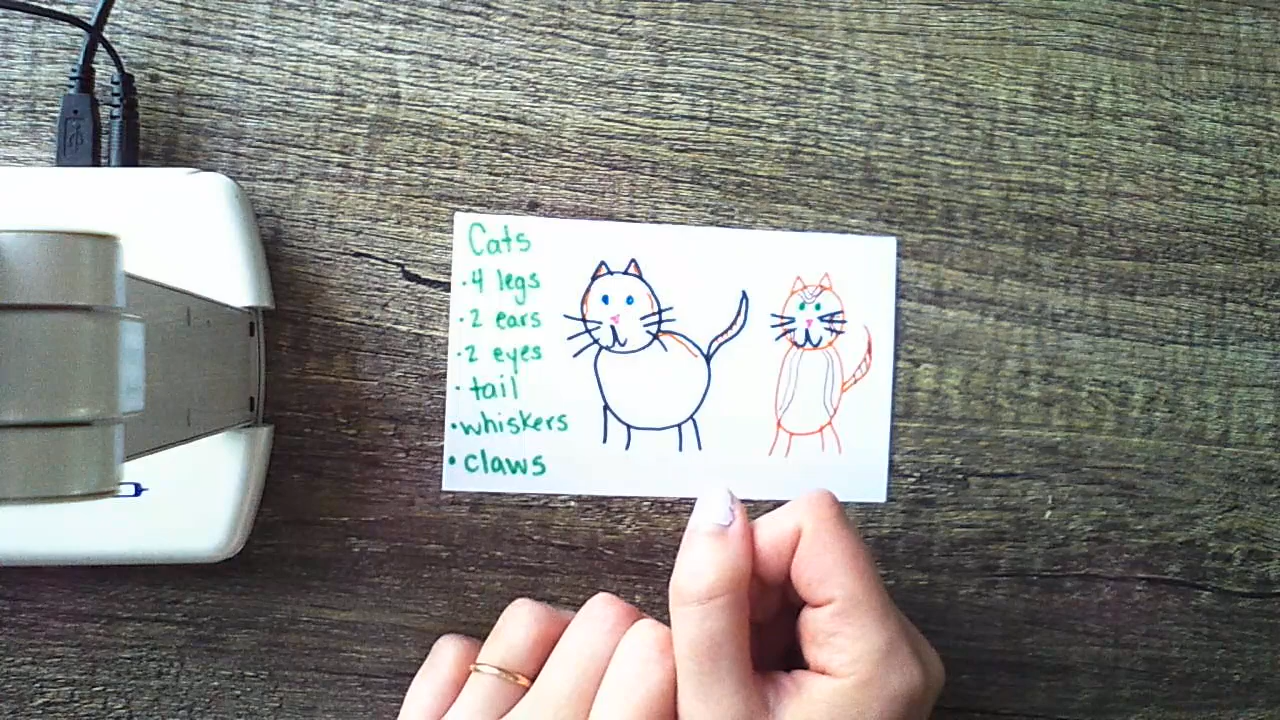 Cats
• 4 legs
• 2 ears
• 2 eyes
• tail
• whiskers
• claws